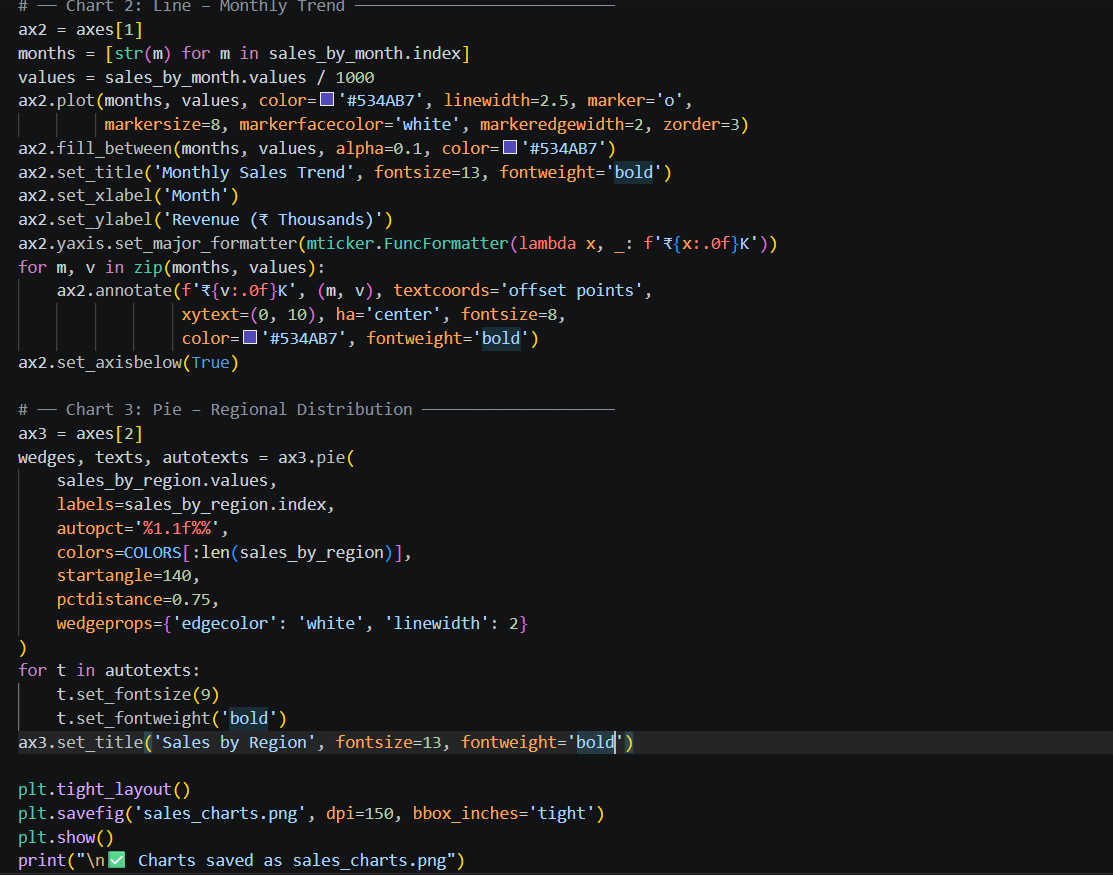 # ── Chart 2: Line – Monthly Trend ───────────────────────────
ax2 = axes[1]
months = [str(m) for m in sales_by_month.index]
values = sales_by_month.values / 1000
ax2.plot(months, values, color='#534AB7', linewidth=2.5, marker='o',
         markersize=8, markerfacecolor='white', markeredgewidth=2, zorder=3)
ax2.fill_between(months, values, alpha=0.1, color='#534AB7')
ax2.set_title('Monthly Sales Trend', fontsize=13, fontweight='bold')
ax2.set_xlabel('Month')
ax2.set_ylabel('Revenue (₹ Thousands)')
ax2.yaxis.set_major_formatter(mticker.FuncFormatter(lambda x, _: f'₹{x:.0f}K'))
for m, v in zip(months, values):
    ax2.annotate(f'₹{v:.0f}K', (m, v), textcoords='offset points',
                 xytext=(0, 10), ha='center', fontsize=8,
                 color='#534AB7', fontweight='bold')
ax2.set_axisbelow(True)

# ── Chart 3: Pie – Regional Distribution ────────────────────
ax3 = axes[2]
wedges, texts, autotexts = ax3.pie(
    sales_by_region.values,
    labels=sales_by_region.index,
    autopct='%1.1f%%',
    colors=COLORS[:len(sales_by_region)],
    startangle=140,
    pctdistance=0.75,
    wedgeprops={'edgecolor': 'white', 'linewidth': 2}
)
for t in autotexts:
    t.set_fontsize(9)
    t.set_fontweight('bold')
ax3.set_title('Sales by Region', fontsize=13, fontweight='bold')

plt.tight_layout()
plt.savefig('sales_charts.png', dpi=150, bbox_inches='tight')
plt.show()
print("\n✅ Charts saved as sales_charts.png")